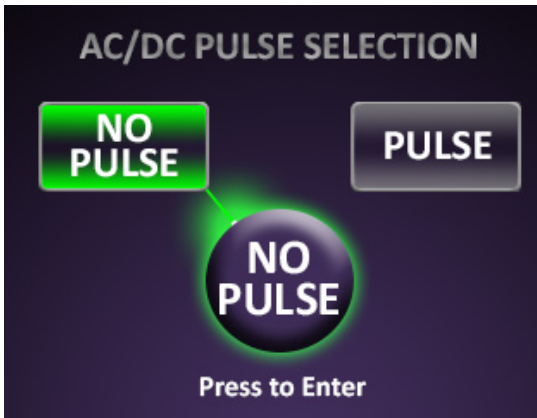 AC/DC PULSE SELECTION
NO
PULSE
PULSE
NO
PULSE
Press to Enter